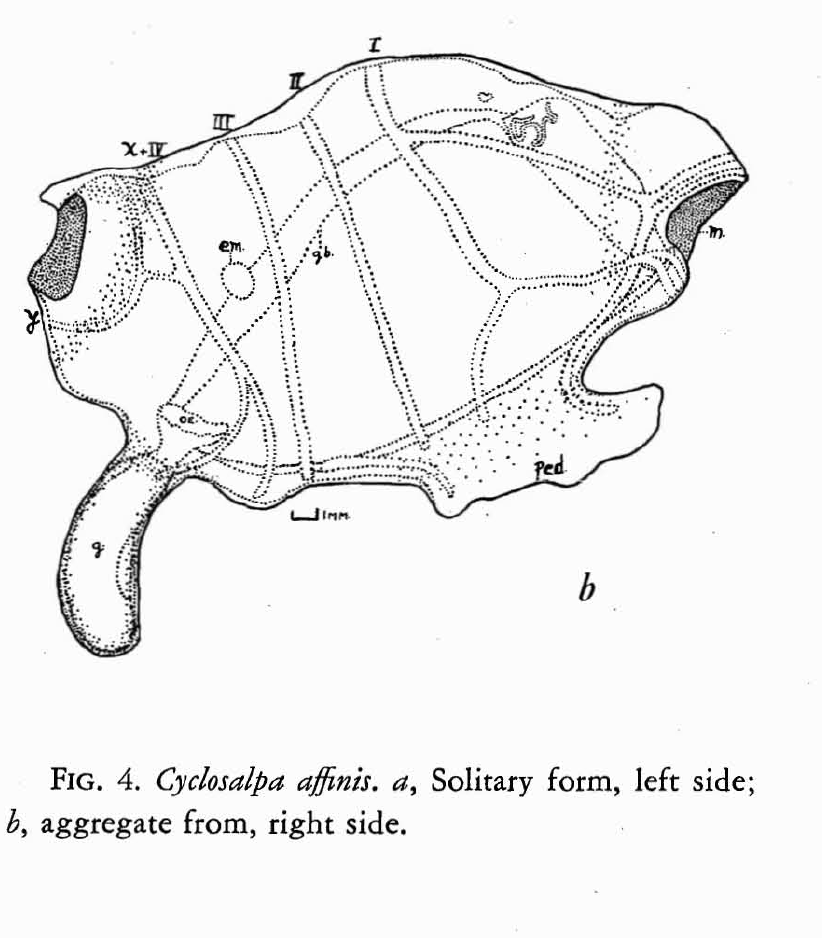 I
II
III
X+IV
m.
em.
gb.
y
oe.
ped.
1MM.
g.
b
FIG. 4. Cyclosalpa affinis. a, Solitary form, left side;
b, aggregate from, right side.